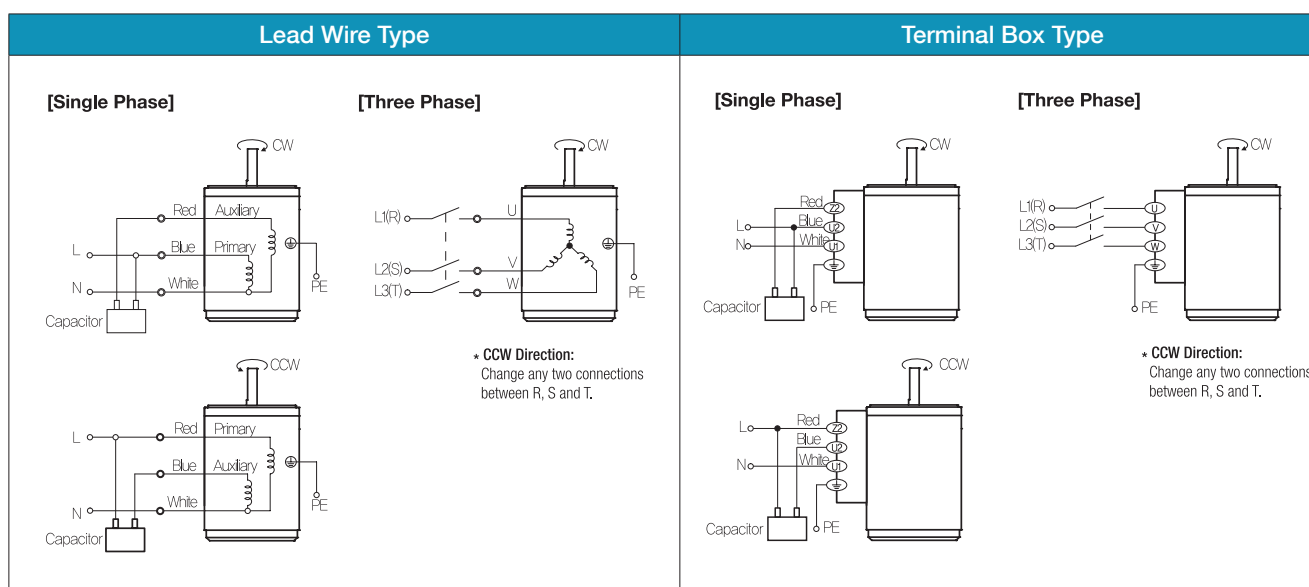 Lead Wire Type
[Single Phase]
[Three Phase]
CW
Red
Auxiliary
L
Blue
Primary
N
White
PE
Capacitor
CW
L1(R)
U
L2(S)
V
L3(T)
W
PE
* CCW Direction:
Change any two connections
between R, S and T.
CCW
L
Red
Primary
Blue
Auxiliary
N
White
PE
Capacitor
Terminal Box Type
[Single Phase]
[Three Phase]
CW
Red
Z2
L
Blue
U2
N
White
U1
Capacitor
PE
CW
L1(R)
U
L2(S)
V
L3(T)
W
PE
* CCW Direction:
Change any two connections
between R, S and T.
CCW
L
Red
Z2
Blue
U2
N
White
U1
Capacitor
PE